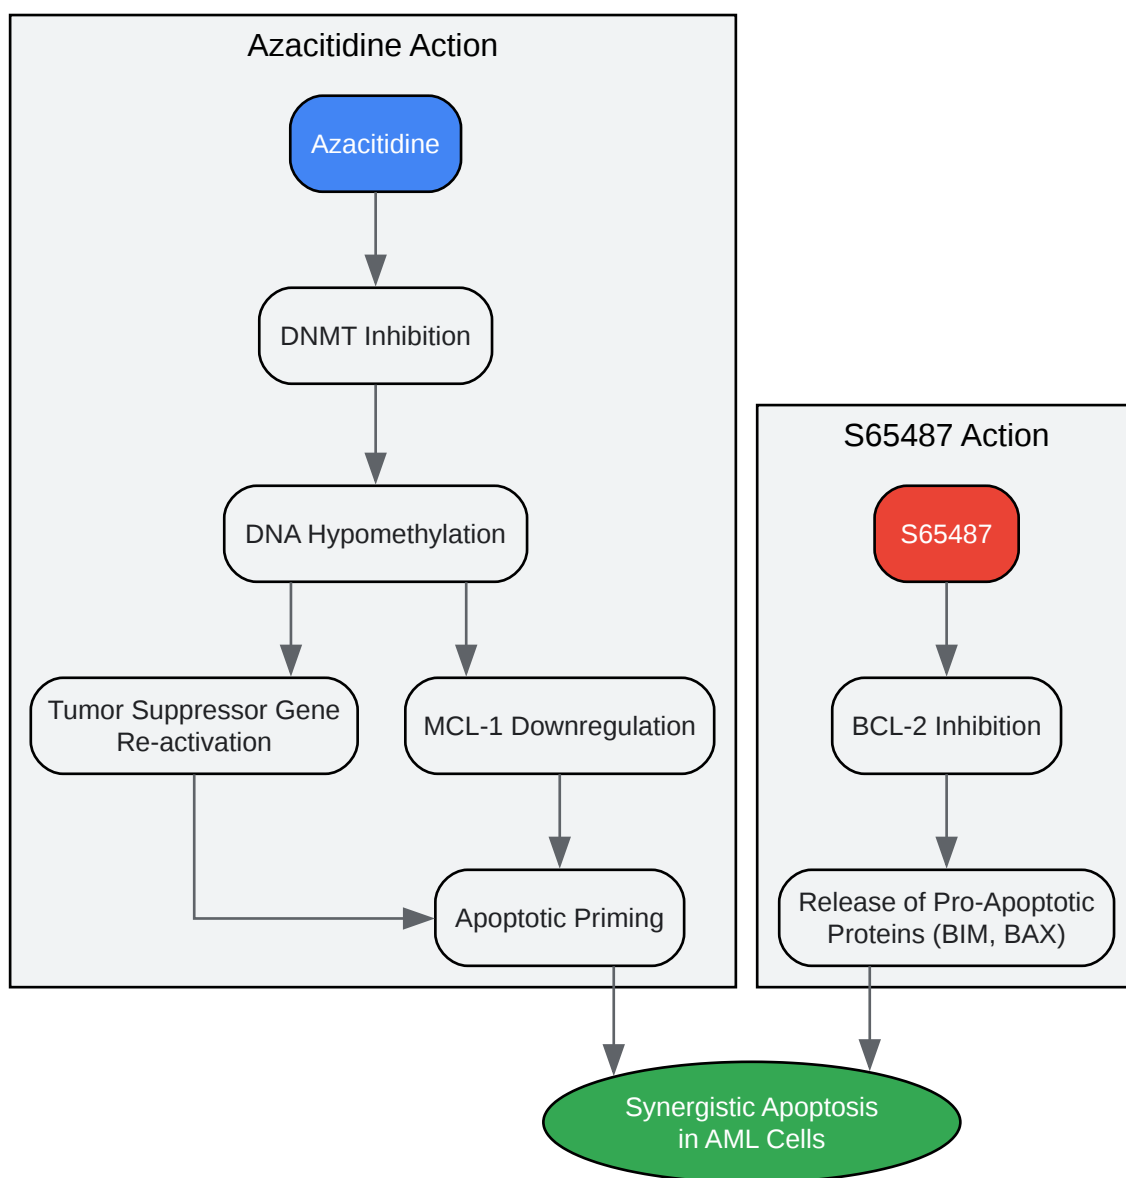 Azacitidine Action
Azacitidine
DNMT Inhibition
DNA Hypomethylation
Tumor Suppressor Gene
Re-activation
MCL-1 Downregulation
Apoptotic Priming
S65487 Action
S65487
BCL-2 Inhibition
Release of Pro-Apoptotic
Proteins (BIM, BAX)
Synergistic Apoptosis
in AML Cells